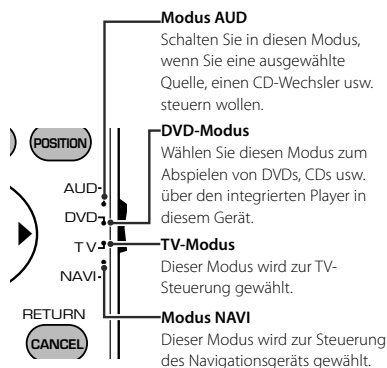 Modus AUD
Schalten Sie in diesen Modus,
wenn Sie eine ausgewählte
Quelle, einen CD-Wechsler usw.
steuern wollen.
POSITION
DVD-Modus
Wählen Sie diesen Modus zum
Abspielen von DVDs, CDs usw.
über den integrierten Player in
diesem Gerät.
AUD
DVD
TV
NAVI
TV-Modus
Dieser Modus wird zur TV-
Steuerung gewählt.
RETURN
CANCEL
Modus NAVI
Dieser Modus wird zur Steuerung
des Navigationsgeräts gewählt.